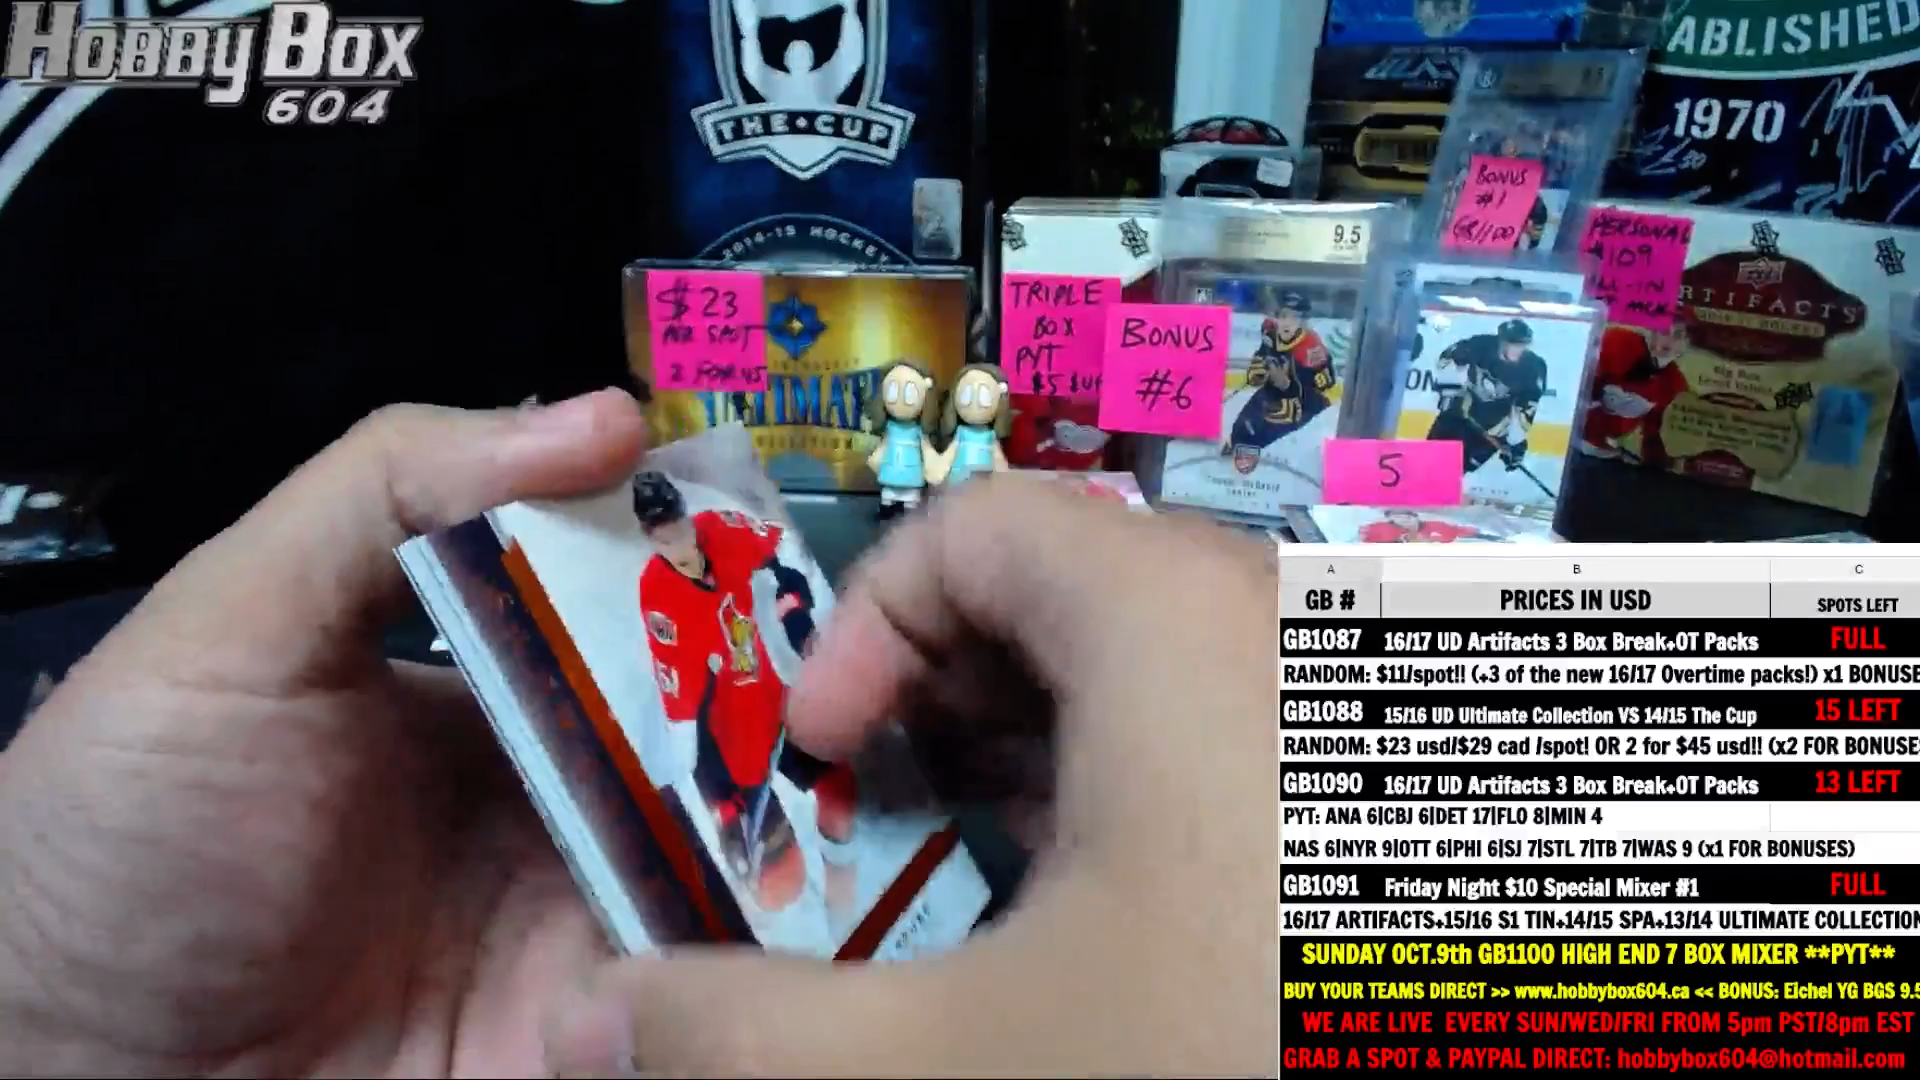 HOBBY BOX
604
THE CUP
2014-15 HOCKEY
ABLISHED
1970
$23
PER SPOT
2 FOR 45
TRIPLE
BOX
PYT
BONUS
#6
9.5
BONUS
#1
PERSONAL
#109
ARTIFACTS
5
A B C
GB # PRICES IN USD SPOTS LEFT
GB1087 16/17 UD Artifacts 3 Box Break+OT Packs FULL
RANDOM: $11/spot!! (+3 of the new 16/17 Overtime packs!) x1 BONUSE
GB1088 15/16 UD Ultimate Collection VS 14/15 The Cup 15 LEFT
RANDOM: $23 usd/$29 cad /spot! OR 2 for $45 usd!! (x2 FOR BONUSE
GB1090 16/17 UD Artifacts 3 Box Break+OT Packs 13 LEFT
PYT: ANA 6|CBJ 6|DET 17|FLO 8|MIN 4
NAS 6|NYR 9|OTT 6|PHI 6|SJ 7|STL 7|TB 7|WAS 9 (x1 FOR BONUSES)
GB1091 Friday Night $10 Special Mixer #1 FULL
16/17 ARTIFACTS+15/16 S1 TIN+14/15 SPA+13/14 ULTIMATE COLLECTION
SUNDAY OCT.9th GB1100 HIGH END 7 BOX MIXER **PYT**
BUY YOUR TEAMS DIRECT >> www.hobbybox604.ca << BONUS: Eichel YG BGS 9.5
WE ARE LIVE EVERY SUN/WED/FRI FROM 5pm PST/8pm EST
GRAB A SPOT & PAYPAL DIRECT: hobbybox604@hotmail.com